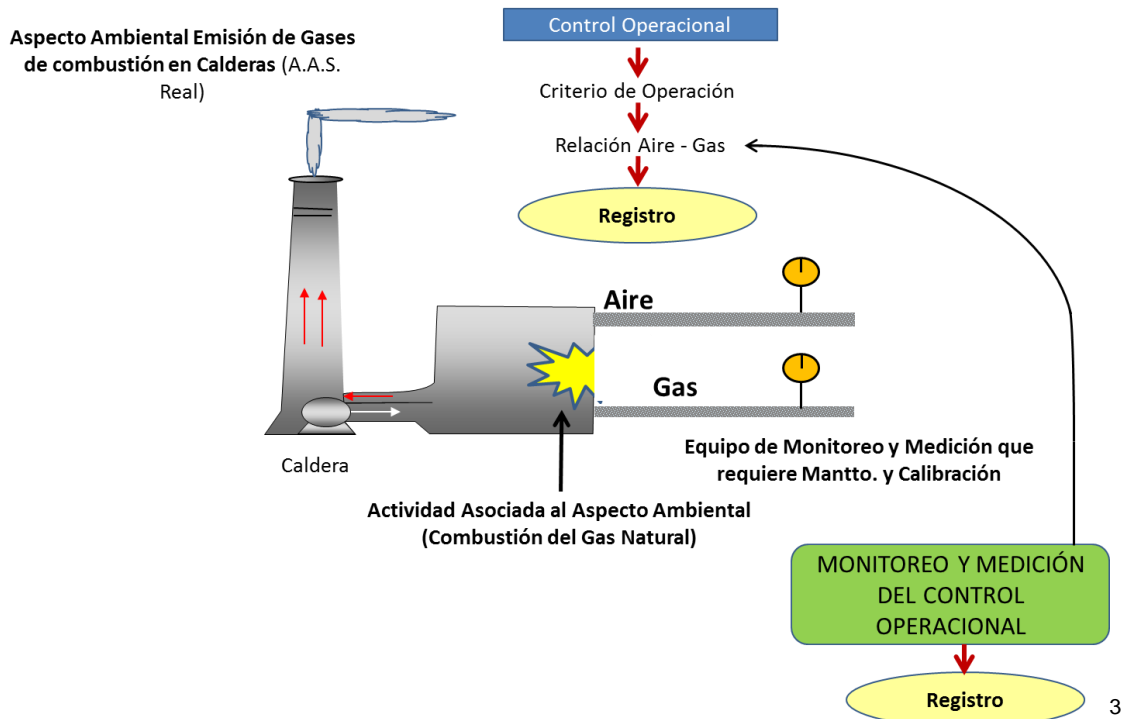 Aspecto Ambiental Emisión de Gases
de combustión en Calderas (A.A.S.
Real)
Control Operacional
Criterio de Operación
Relación Aire - Gas
Registro
Aire
Gas
Caldera
Equipo de Monitoreo y Medición que
requiere Mantto. y Calibración
Actividad Asociada al Aspecto Ambiental
(Combustión del Gas Natural)
MONITOREO Y MEDICIÓN
DEL CONTROL
OPERACIONAL
Registro
3